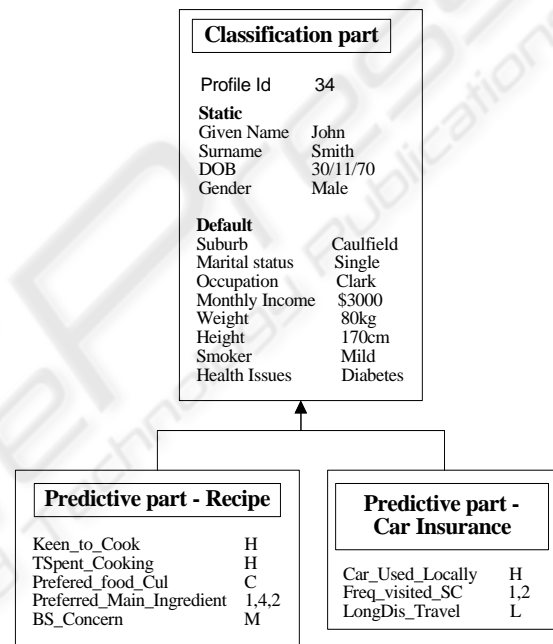 Classification part
Profile Id 34
Static
Given Name John
Surname Smith
DOB 30/11/70
Gender Male
Default
Suburb Caulfield
Marital status Single
Occupation Clark
Monthly Income $3000
Weight 80kg
Height 170cm
Smoker Mild
Health Issues Diabetes
Predictive part - Recipe
Keen_to_Cook H
TSpent_Cooking H
Prefered_food_Cul C
Preferred_Main_Ingredient 1,4,2
BS_Concern M
Predictive part -
Car Insurance
Car_Used_Locally H
Freq_visited_SC 1,2
LongDis_Travel L